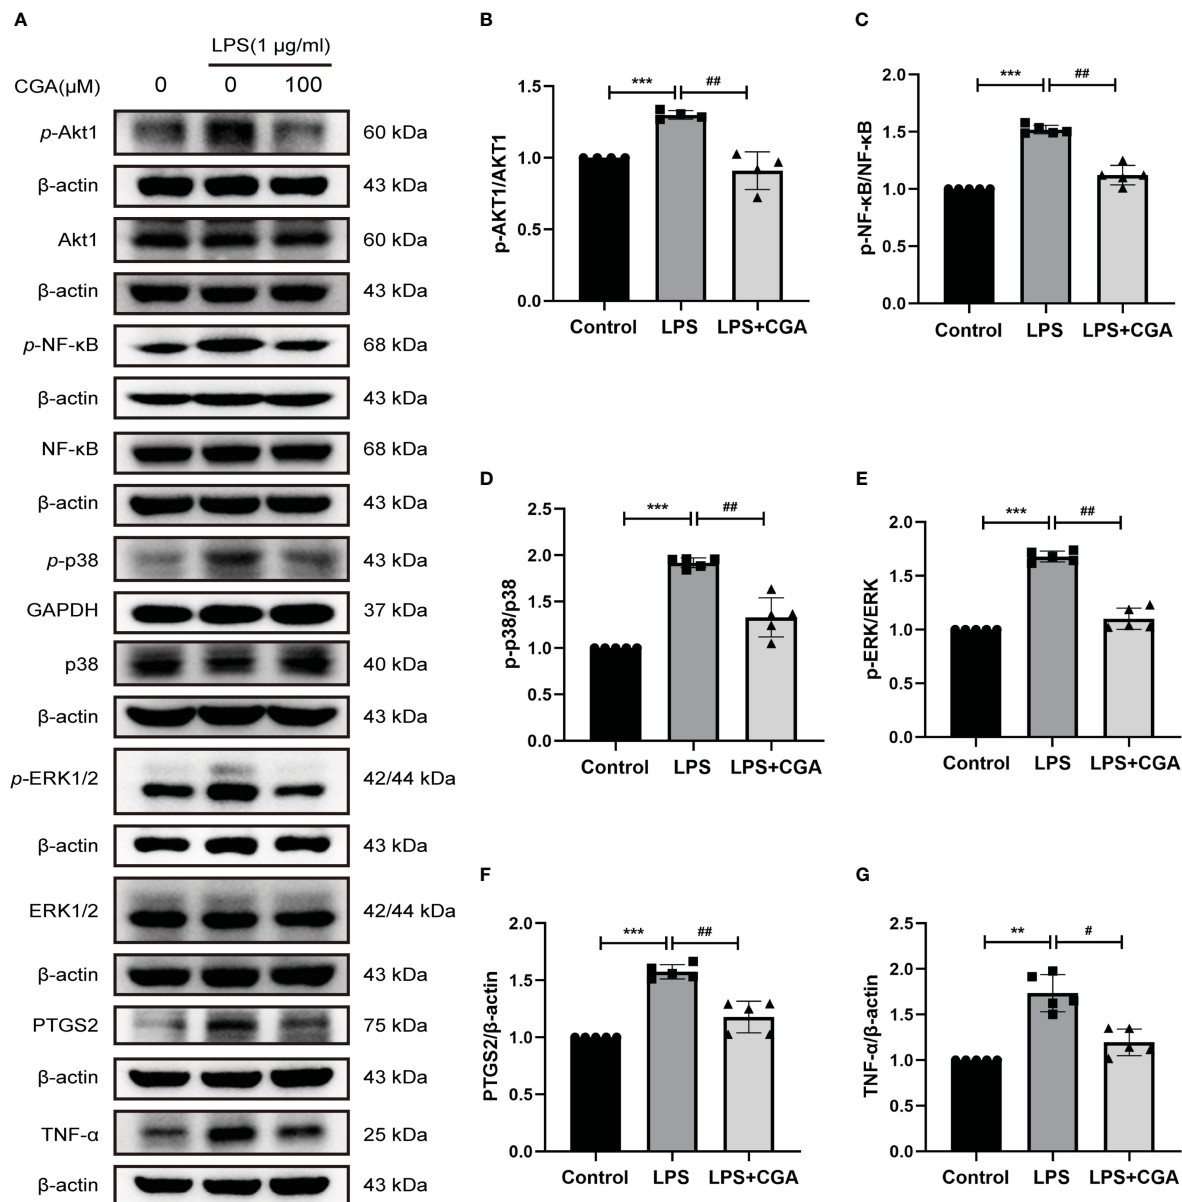 A
LPS(1 µg/ml)
CGA(µM) 0 0 100
p-Akt1 60 kDa
β-actin 43 kDa
Akt1 60 kDa
β-actin 43 kDa
p-NF-κB 68 kDa
β-actin 43 kDa
NF-κB 68 kDa
β-actin 43 kDa
p-p38 43 kDa
GAPDH 37 kDa
p38 40 kDa
β-actin 43 kDa
p-ERK1/2 42/44 kDa
β-actin 43 kDa
ERK1/2 42/44 kDa
β-actin 43 kDa
PTGS2 75 kDa
β-actin 43 kDa
TNF-α 25 kDa
β-actin 43 kDa
B
p-AKT1/AKT1
1.5
1.0
0.5
0.0
*** ##
Control LPS LPS+CGA
C
p-NF-κB/NF-κB
2.0
1.5
1.0
0.5
0.0
*** ##
Control LPS LPS+CGA
D
p-p38/p38
2.5
2.0
1.5
1.0
0.5
0.0
*** ##
Control LPS LPS+CGA
E
p-ERK/ERK
2.0
1.5
1.0
0.5
0.0
*** ##
Control LPS LPS+CGA
F
PTGS2/β-actin
2.0
1.5
1.0
0.5
0.0
*** ##
Control LPS LPS+CGA
G
TNF-α/β-actin
2.5
2.0
1.5
1.0
0.5
0.0
** #
Control LPS LPS+CGA